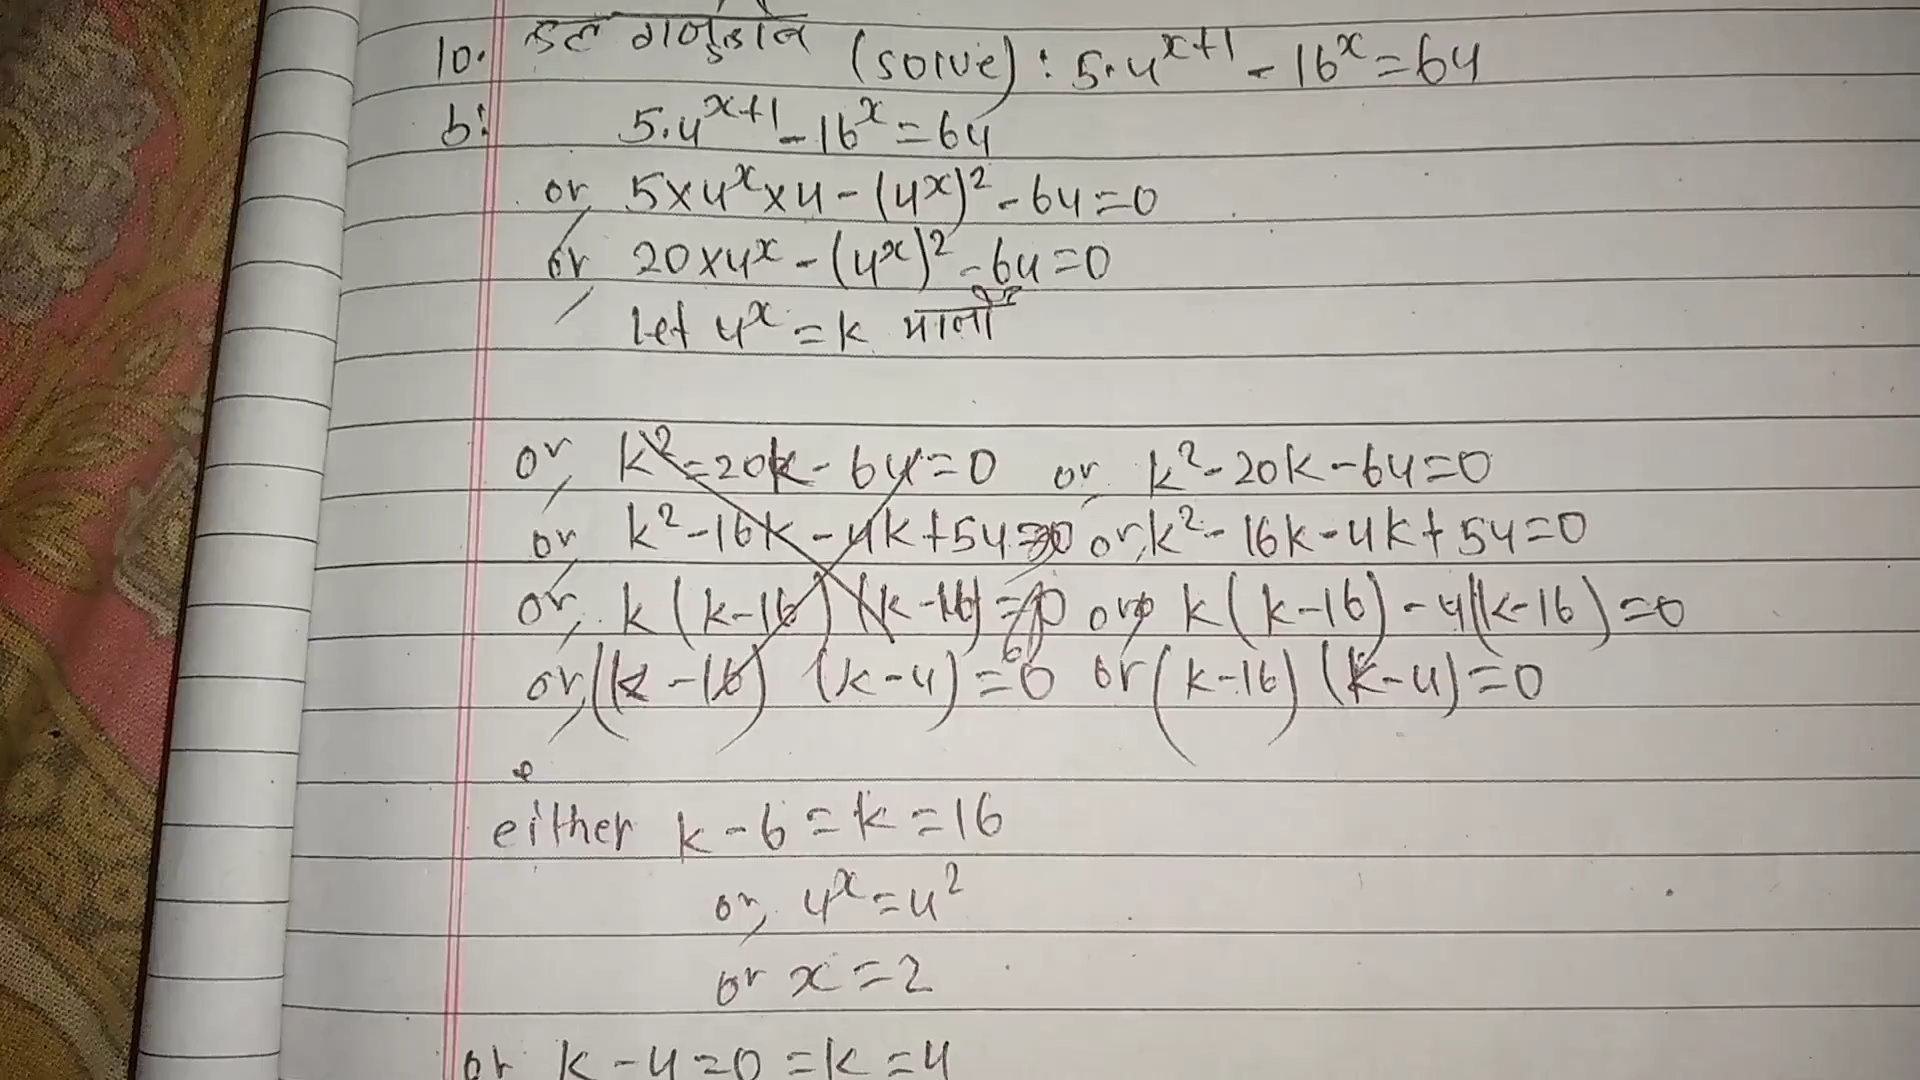 10. हल गर्नुहोस् (solve) : 5.4^{x+1} - 16^x = 64
b: 5.4^{x+1} - 16^x = 64
or, 5×4^x×4 - (4^x)^2 - 64 = 0
or, 20×4^x - (4^x)^2 - 64 = 0
Let 4^x = k मानौँ
or, k^2 - 20k - 64 = 0 or, k^2 - 20k - 64 = 0
or, k^2 - 16k - 4k + 54 = 0 or, k^2 - 16k - 4k + 54 = 0
or, k (k-16) (k-16) = 0 or k (k-16) - 4(k-16) = 0
or, (k-16) (k-4) = 0 or (k-16) (k-4) = 0
either k - 6 = k = 16
or, 4^x = 4^2
or x = 2
or k - 4 = 0 = k = 4